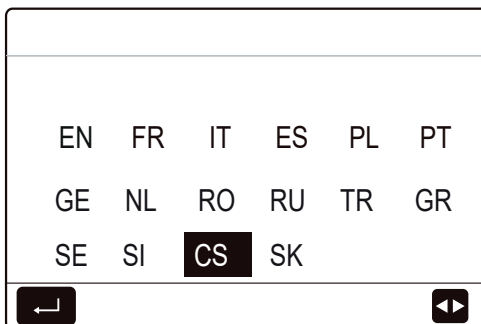 EN FR IT ES PL PT
GE NL RO RU TR GR
SE SI CS SK